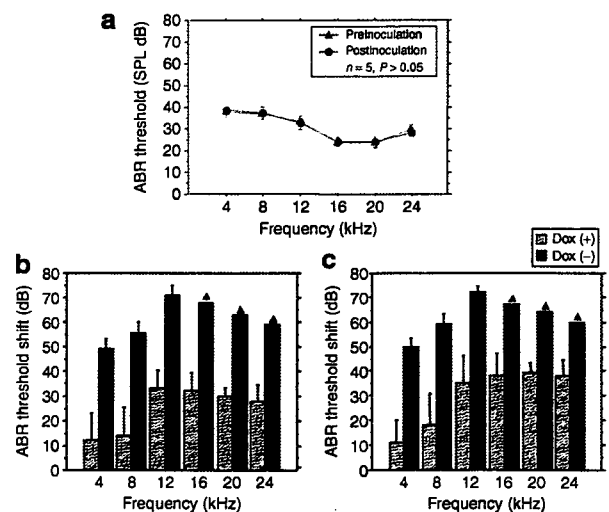 a
ABR threshold (SPL dB)
80
70
60
50
40
30
20
10
0
Preinoculation
Postinoculation
n = 5, P > 0.05
4 8 12 16 20 24
Frequency (kHz)
Dox (+)
Dox (–)
b
ABR threshold shift (dB)
80
70
60
50
40
30
20
10
0
4 8 12 16 20 24
Frequency (kHz)
c
ABR threshold shift (dB)
80
70
60
50
40
30
20
10
0
4 8 12 16 20 24
Frequency (kHz)